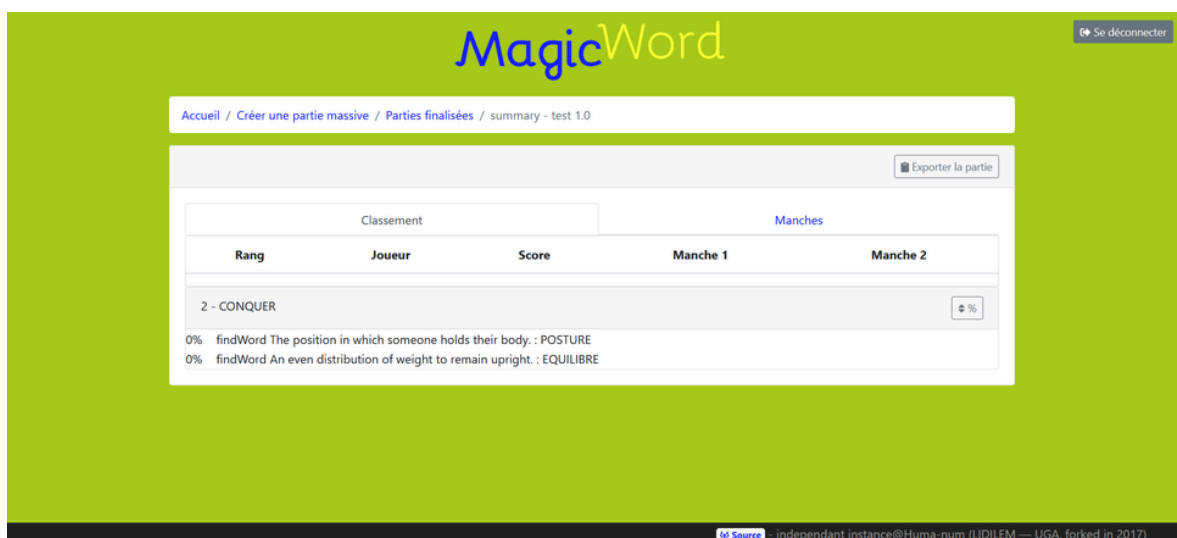 MagicWord
Se déconnecter
Accueil / Créer une partie massive / Parties finalisées / summary - test 1.0
Exporter la partie
Classement Manches
Rang Joueur Score Manche 1 Manche 2
2 - CONQUER %
0% findWord The position in which someone holds their body. : POSTURE
0% findWord An even distribution of weight to remain upright. : EQUILIBRE
Source - independant instance@Huma-num (LIDILEM — UGA, forked in 2017)